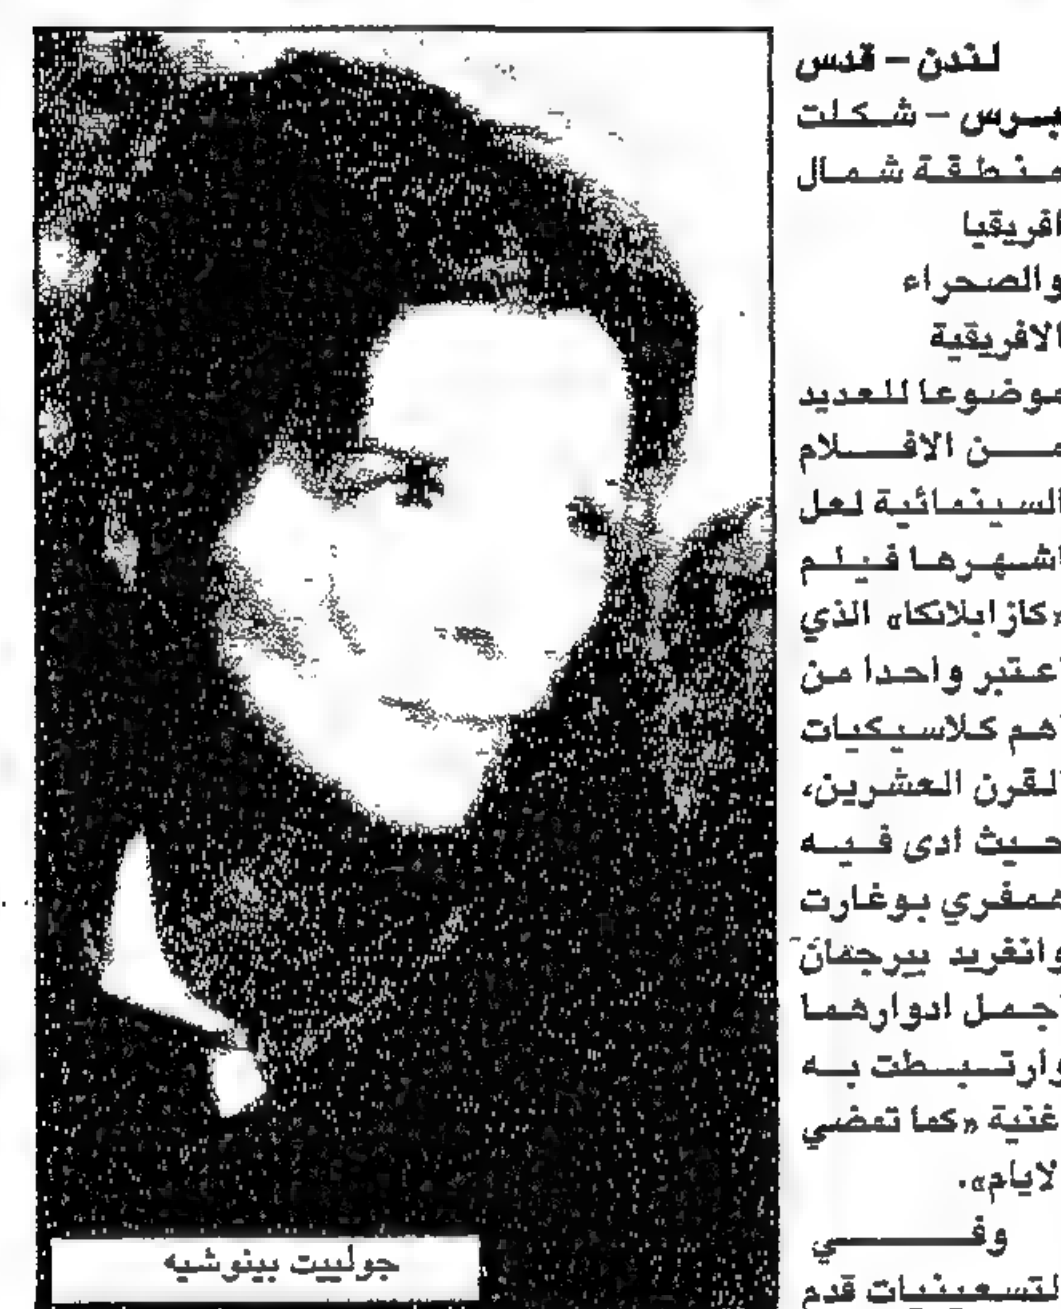 لندن – قدس
برس – شكلت
منطقة شمال
افريقيا
والصحراء
الافريقية
موضوعا للعديد
من الافلام
السينمائية لعل
اشهرها فيلم
«كازابلانكا» الذي
اعتبر واحدا من
اهم كلاسيكيات
القرن العشرين،
حيث ادى فيه
همفري بوغارت
وانغريد بيرجمان
اجمل ادوارهما
وارتبطت به
اغنية «كما تمضي
الايام».
وفي
التسعينيات قدم
جولييت بينوشيه